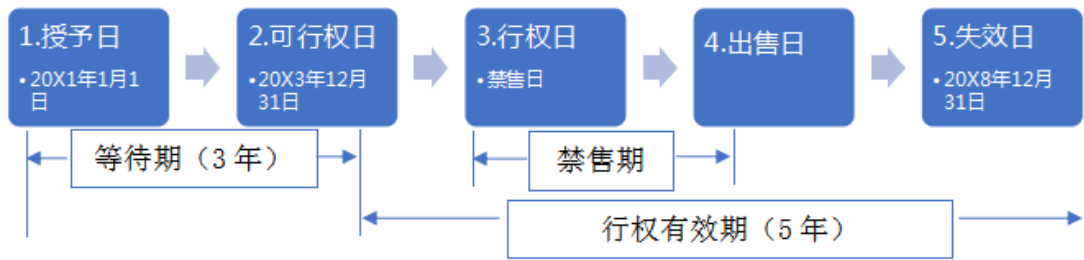 1.授予日
•20X1年1月1
日
2.可行权日
•20X3年12月
31日
3.行权日
•禁售日
4.出售日
5.失效日
•20X8年12月
31日
等待期（3 年）
禁售期
行权有效期（5 年）